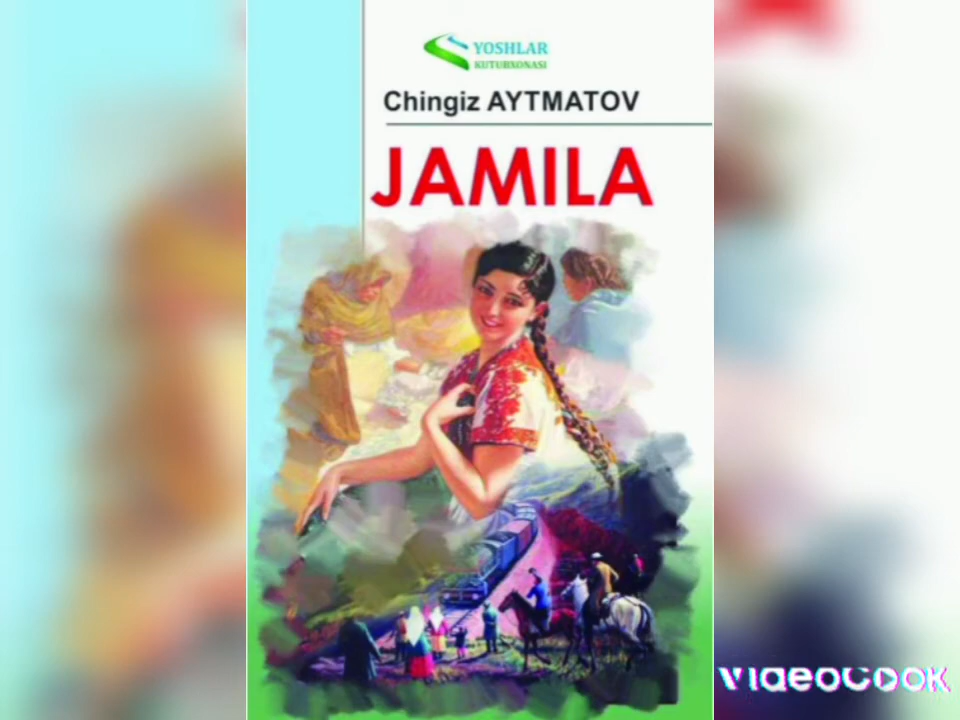 YOSHLAR
KUTUBXONASI
Chingiz AYTMATOV
JAMILA
VIDEOCOOK